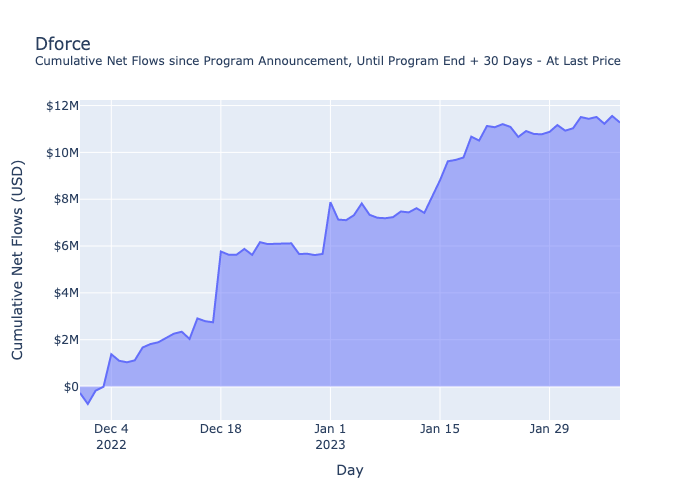 Dforce
Cumulative Net Flows since Program Announcement, Until Program End + 30 Days - At Last Price
Cumulative Net Flows (USD)
$12M
$10M
$8M
$6M
$4M
$2M
$0
Dec 4
2022
Dec 18
Jan 1
2023
Jan 15
Jan 29
Day